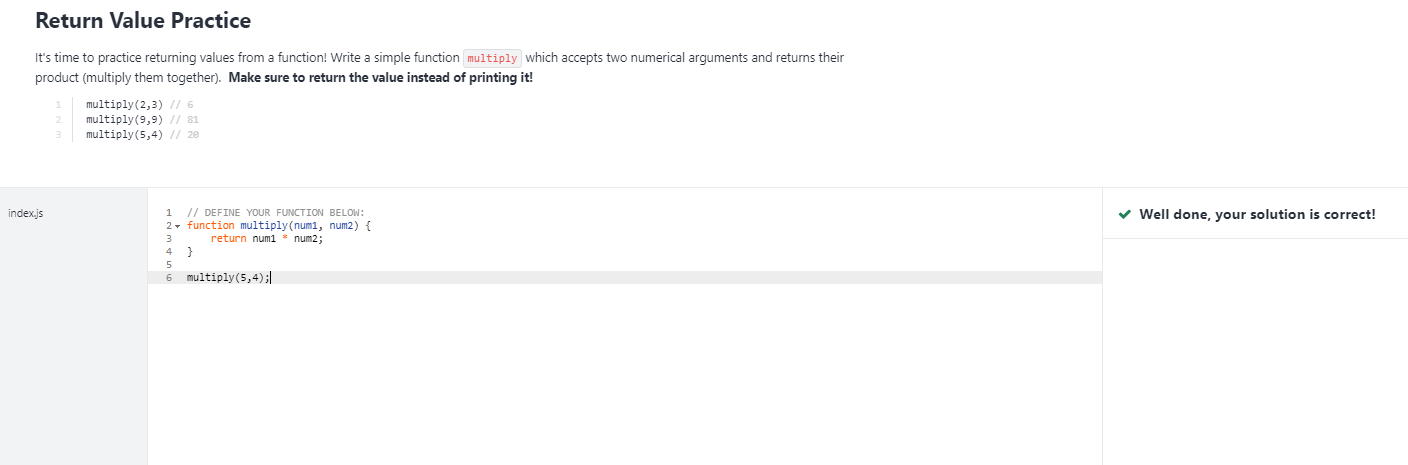 Return Value Practice
It's time to practice returning values from a function! Write a simple function multiply which accepts two numerical arguments and returns their
product (multiply them together). Make sure to return the value instead of printing it!
1 multiply(2,3) // 6
2 multiply(9,9) // 81
3 multiply(5,4) // 20
index.js
1 // DEFINE YOUR FUNCTION BELOW:
2 function multiply(num1, num2) {
3 return num1 * num2;
4 }
5
6 multiply(5,4);
Well done, your solution is correct!